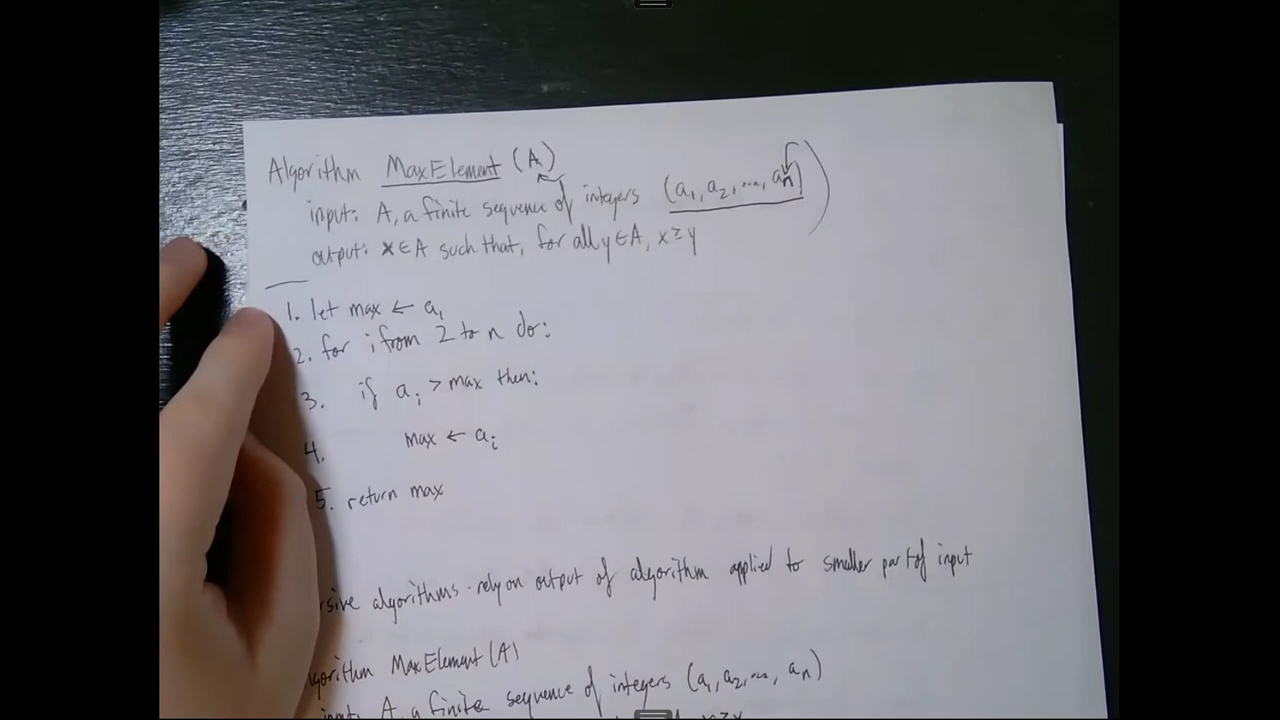 Algorithm MaxElement (A)
input: A, a finite sequence of integers (a₁, a₂, ..., aₙ)
output: x ∈ A such that, for all y ∈ A, x ≥ y
1. let max ← a₁
2. for i from 2 to n do:
3. if aᵢ > max then:
4. max ← aᵢ
5. return max
rsive algorithms - rely on output of algorithm applied to smaller part of input
lgorithm MaxElement (A)
input: A, a finite sequence of integers (a₁, a₂, ..., aₙ)
x ≥ y